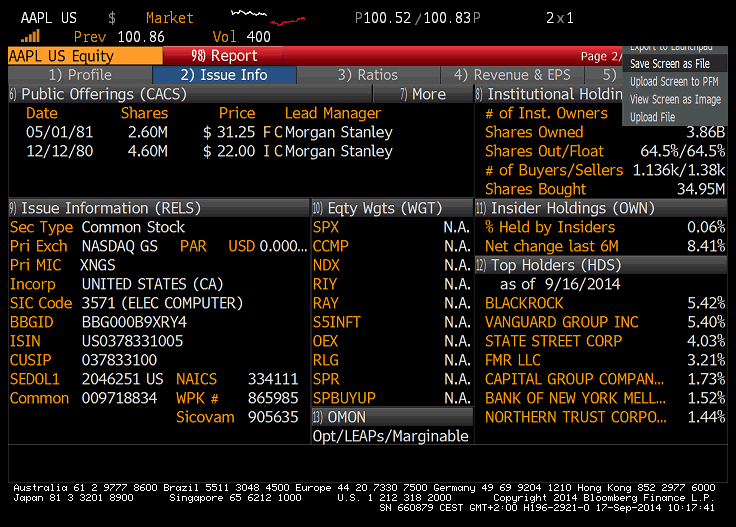 AAPL US $ Market P100.52 /100.83P 2x1
Prev 100.86 Vol 400
AAPL US Equity 98) Report Page 2/
Export to Launchpad
Save Screen as File
Upload Screen to PFM
View Screen as Image
Upload File
1) Profile 2) Issue Info 3) Ratios 4) Revenue & EPS 5)
6) Public Offerings (CACS) 7) More
Date Shares Price Lead Manager
05/01/81 2.60M $ 31.25 F C Morgan Stanley
12/12/80 4.60M $ 22.00 I C Morgan Stanley
8) Institutional Holdin
# of Inst. Owners
Shares Owned 3.86B
Shares Out/Float 64.5%/64.5%
# of Buyers/Sellers 1.136k/1.38k
Shares Bought 34.95M
9) Issue Information (RELS)
Sec Type Common Stock
Pri Exch NASDAQ GS PAR USD 0.000...
Pri MIC XNGS
Incorp UNITED STATES (CA)
SIC Code 3571 (ELEC COMPUTER)
BBGID BBG000B9XRY4
ISIN US0378331005
CUSIP 037833100
SEDOL1 2046251 US NAICS 334111
Common 009718834 WPK # 865985
Sicovam 905635
10) Eqty Wgts (WGT)
SPX N.A.
CCMP N.A.
NDX N.A.
RIY N.A.
RAY N.A.
S5INFT N.A.
OEX N.A.
RLG N.A.
SPR N.A.
SPBUYUP N.A.
13) OMON
Opt/LEAPs/Marginable
11) Insider Holdings (OWN)
% Held by Insiders 0.06%
Net change last 6M 8.41%
12) Top Holders (HDS)
as of 9/16/2014
BLACKROCK 5.42%
VANGUARD GROUP INC 5.40%
STATE STREET CORP 4.03%
FMR LLC 3.21%
CAPITAL GROUP COMPAN... 1.73%
BANK OF NEW YORK MELL... 1.52%
NORTHERN TRUST CORPO... 1.44%
Australia 61 2 9777 8600 Brazil 5511 3048 4500 Europe 44 20 7330 7500 Germany 49 69 9204 1210 Hong Kong 852 2977 6000
Japan 81 3 3201 8900 Singapore 65 6212 1000 U.S. 1 212 318 2000 Copyright 2014 Bloomberg Finance L.P.
SN 660879 CEST GMT+2:00 H196-2921-0 17-Sep-2014 10:17:41